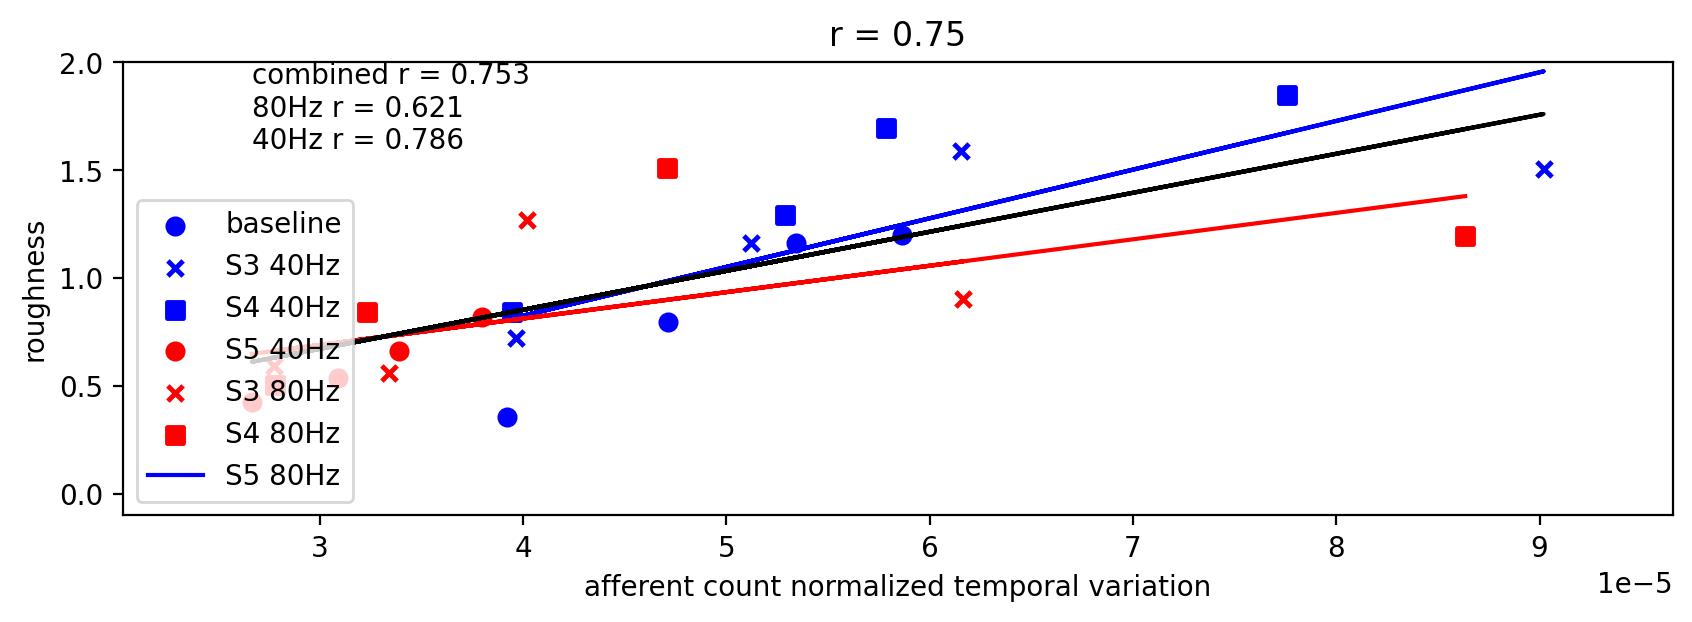 r = 0.75
combined r = 0.753
80Hz r = 0.621
40Hz r = 0.786
2.0
1.5
1.0
0.5
0.0
roughness
baseline
S3 40Hz
S4 40Hz
S5 40Hz
S3 80Hz
S4 80Hz
S5 80Hz
3 4 5 6 7 8 9
1e−5
afferent count normalized temporal variation